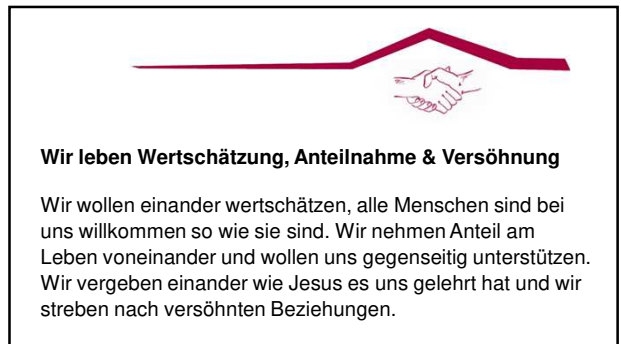 Wir leben Wertschätzung, Anteilnahme & Versöhnung
Wir wollen einander wertschätzen, alle Menschen sind bei
uns willkommen so wie sie sind. Wir nehmen Anteil am
Leben voneinander und wollen uns gegenseitig unterstützen.
Wir vergeben einander wie Jesus es uns gelehrt hat und wir
streben nach versöhnten Beziehungen.